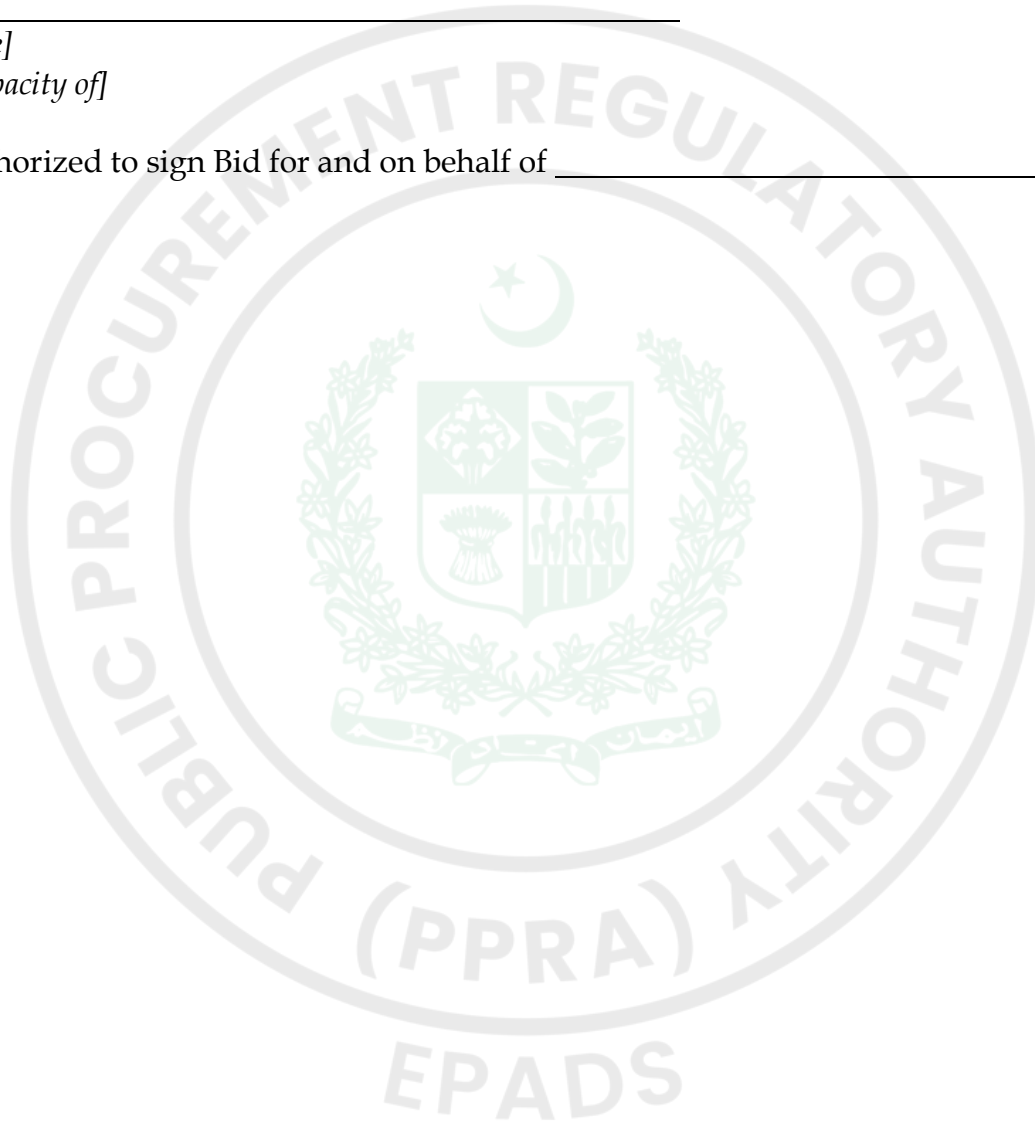 e]
pacity of]
horized to sign Bid for and on behalf of
PUBLIC PROCUREMENT REGULATORY AUTHORITY
(PPRA)
EPADS